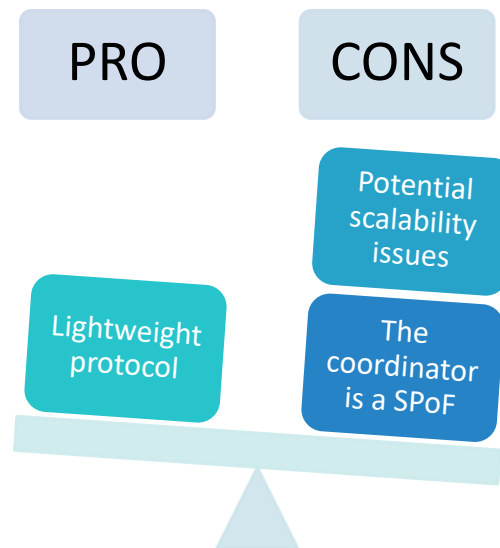 PRO
CONS
Potential
scalability
issues
Lightweight
protocol
The
coordinator
is a SPoF